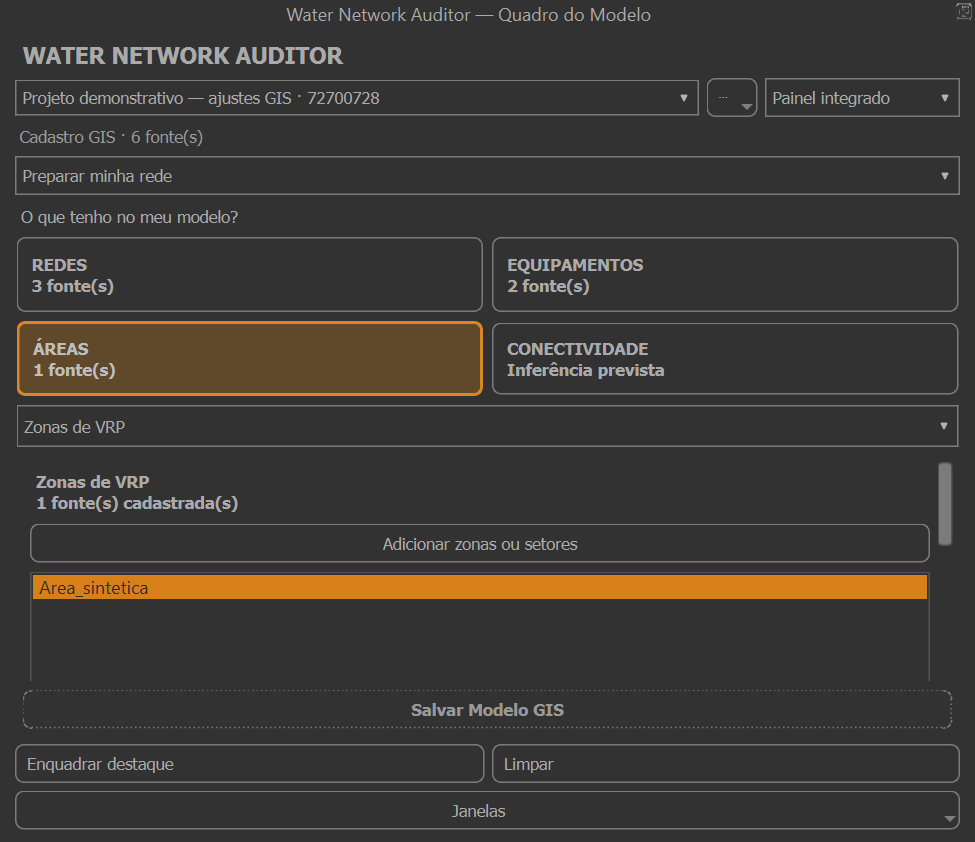 Water Network Auditor — Quadro do Modelo
WATER NETWORK AUDITOR
Projeto demonstrativo — ajustes GIS · 72700728
...
Painel integrado
Cadastro GIS · 6 fonte(s)
Preparar minha rede
O que tenho no meu modelo?
REDES
3 fonte(s)
EQUIPAMENTOS
2 fonte(s)
ÁREAS
1 fonte(s)
CONECTIVIDADE
Inferência prevista
Zonas de VRP
Zonas de VRP
1 fonte(s) cadastrada(s)
Adicionar zonas ou setores
Area_sintetica
Salvar Modelo GIS
Enquadrar destaque
Limpar
Janelas